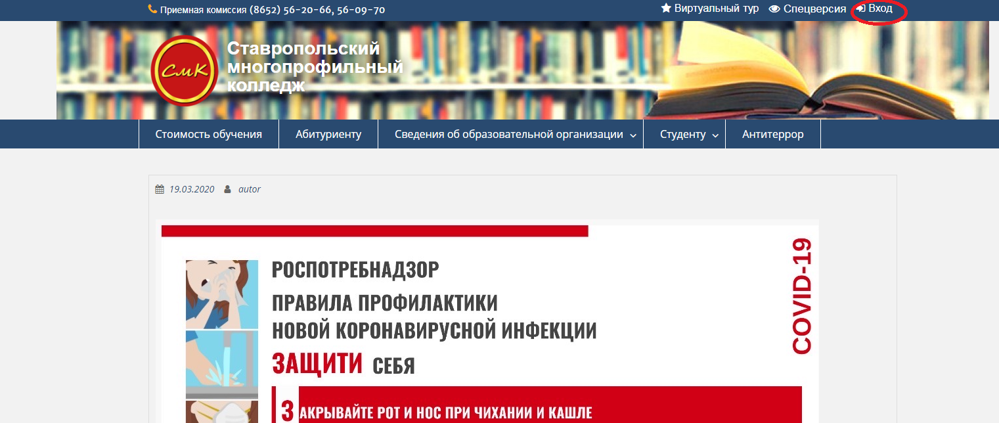 Приемная комиссия (8652) 56-20-66, 56-09-70
Виртуальный тур Спецверсия Вход
СмК
Ставропольский
многопрофильный
колледж
Стоимость обучения Абитуриенту Сведения об образовательной организации Студенту Антитеррор
19.03.2020 autor
РОСПОТРЕБНАДЗОР
ПРАВИЛА ПРОФИЛАКТИКИ
НОВОЙ КОРОНАВИРУСНОЙ ИНФЕКЦИИ
ЗАЩИТИ СЕБЯ
COVID-19
ЗАКРЫВАЙТЕ РОТ И НОС ПРИ ЧИХАНИИ И КАШЛЕ